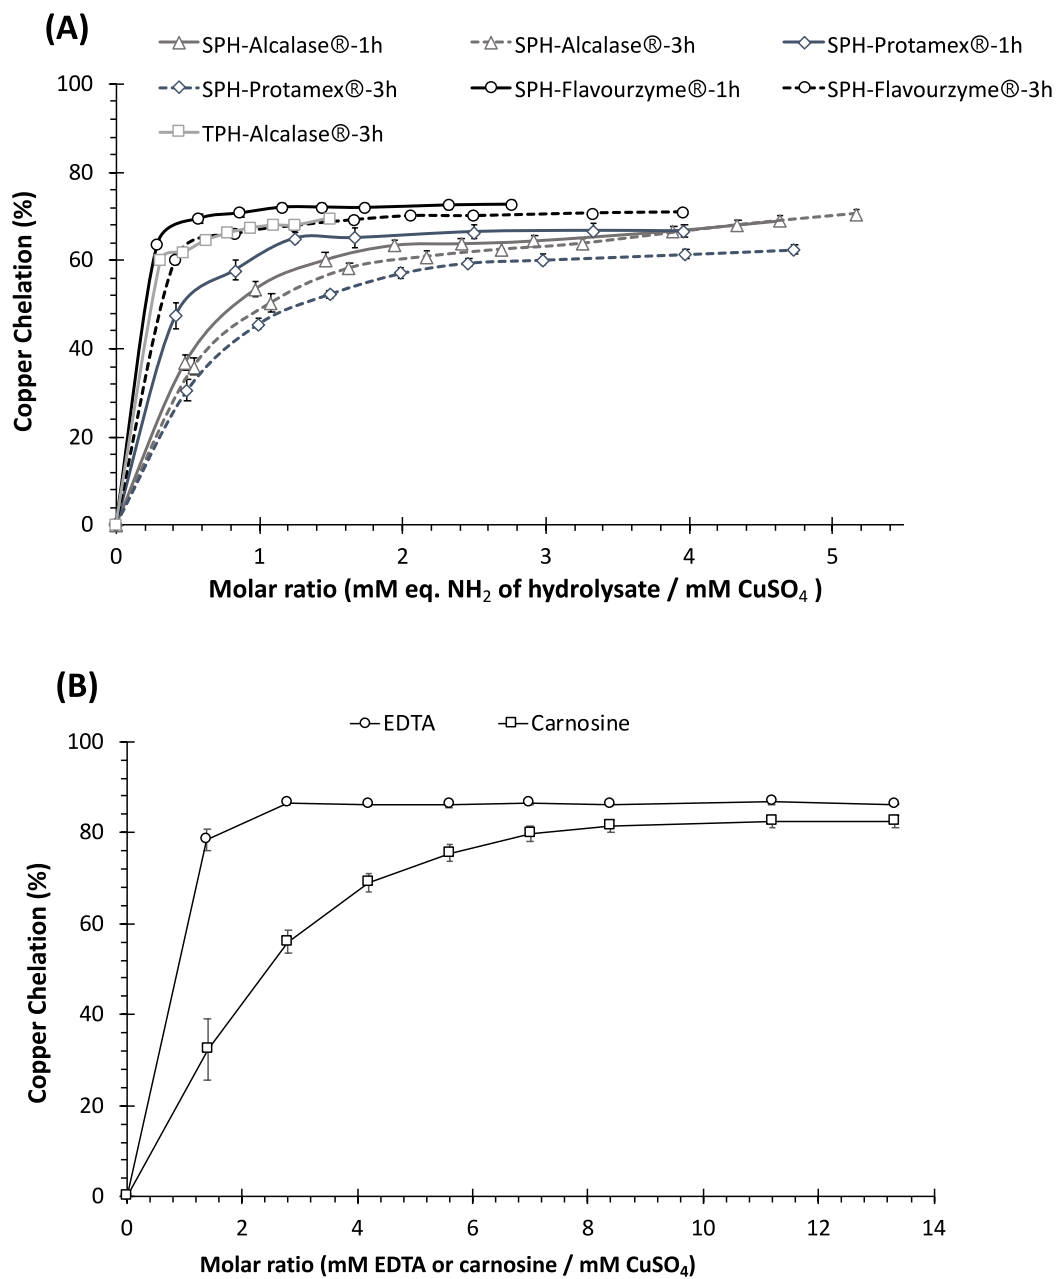 (A)
SPH-Alcalase®-1h SPH-Alcalase®-3h SPH-Protamex®-1h
SPH-Protamex®-3h SPH-Flavourzyme®-1h SPH-Flavourzyme®-3h
TPH-Alcalase®-3h
100
80
60
40
20
0
Copper Chelation (%)
0 1 2 3 4 5
Molar ratio (mM eq. NH₂ of hydrolysate / mM CuSO₄ )
(B)
EDTA Carnosine
100
80
60
40
20
0
Copper Chelation (%)
0 2 4 6 8 10 12 14
Molar ratio (mM EDTA or carnosine / mM CuSO₄)